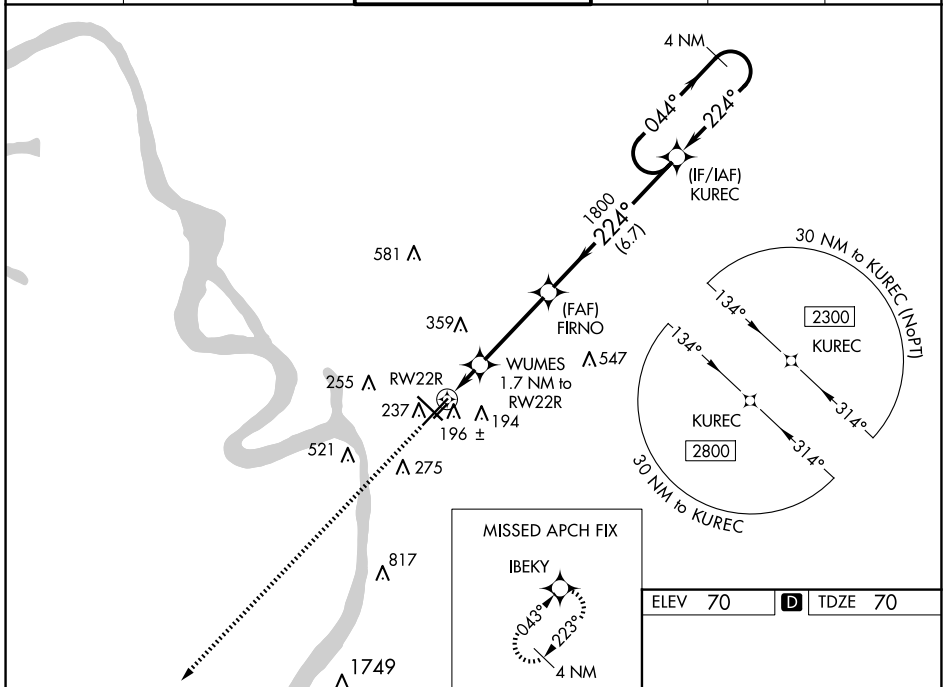 4 NM
044°
224°
(IF/IAF)
KUREC
1800
224°
(6.7)
581
30 NM to KUREC (NoPT)
134°
2300
KUREC
314°
(FAF)
FIRNO
359
134°
WUMES
1.7 NM to
RW22R
547
255
RW22R
237
196 ±
194
KUREC
2800
314°
30 NM to KUREC
521
275
MISSED APCH FIX
IBEKY
043°
223°
4 NM
817
ELEV 70
D
TDZE 70
1749